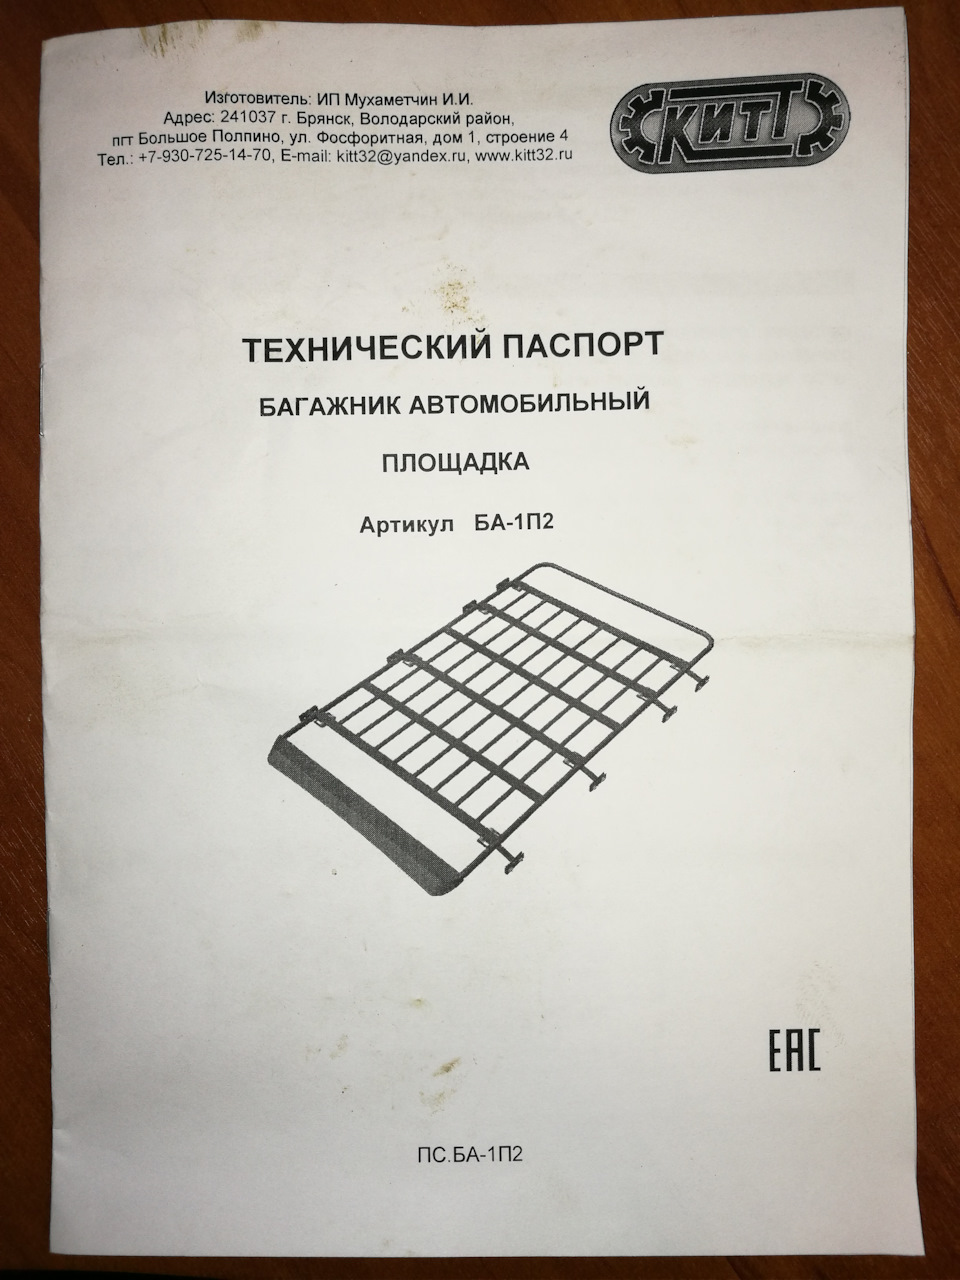 Изготовитель: ИП Мухаметчин И.И.
Адрес: 241037 г. Брянск, Володарский район,
пгт Большое Полпино, ул. Фосфоритная, дом 1, строение 4
Тел.: +7-930-725-14-70, E-mail: kitt32@yandex.ru, www.kitt32.ru
КИТТ
ТЕХНИЧЕСКИЙ ПАСПОРТ
БАГАЖНИК АВТОМОБИЛЬНЫЙ
ПЛОЩАДКА
Артикул БА-1П2
ЕАС
ПС.БА-1П2